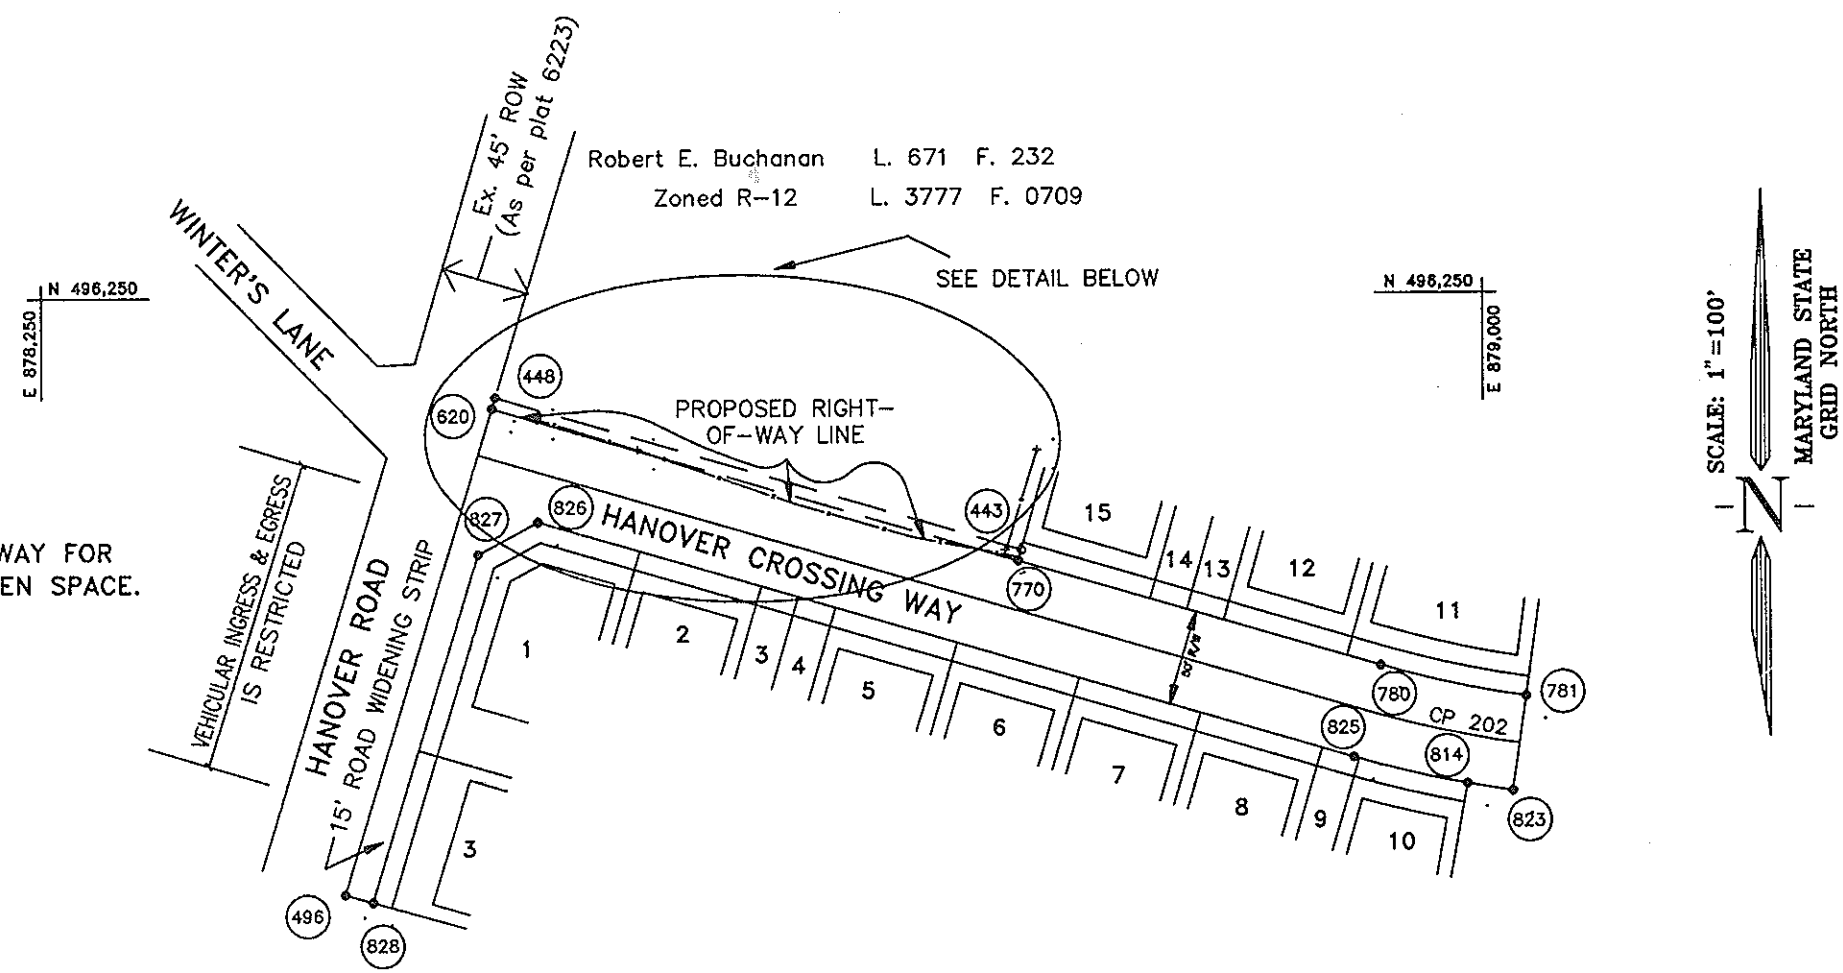 Ex. 45' ROW
(As per plat 6223)
Robert E. Buchanan L. 671 F. 232
Zoned R-12 L. 3777 F. 0709
WINTER'S LANE
SEE DETAIL BELOW
N 496,250
E 878,250
N 496,250
E 879,000
SCALE: 1"=100'
MARYLAND STATE
GRID NORTH
N
448
620
PROPOSED RIGHT-
OF-WAY LINE
443
15
14
13
12
11
827
826
HANOVER CROSSING WAY
770
VEHICULAR INGRESS & EGRESS
IS RESTRICTED
WAY FOR
EN SPACE.
HANOVER ROAD
15' ROAD WIDENING STRIP
50' R/W
1
2
3
4
5
6
7
8
9
10
780
781
CP 202
825
814
823
3
496
828